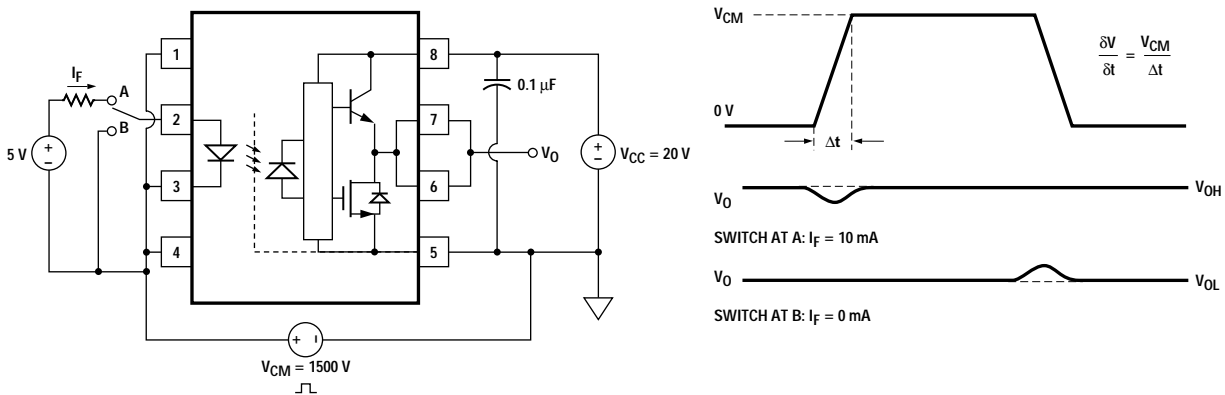 I_F
A
B
5 V
+
–
1
2
3
4
8
7
6
5
0.1 µF
V_O
+
–
V_CC = 20 V
+ –
V_CM = 1500 V
V_CM
0 V
Δt
δV/δt = V_CM/Δt
V_O
V_OH
SWITCH AT A: I_F = 10 mA
V_O
V_OL
SWITCH AT B: I_F = 0 mA